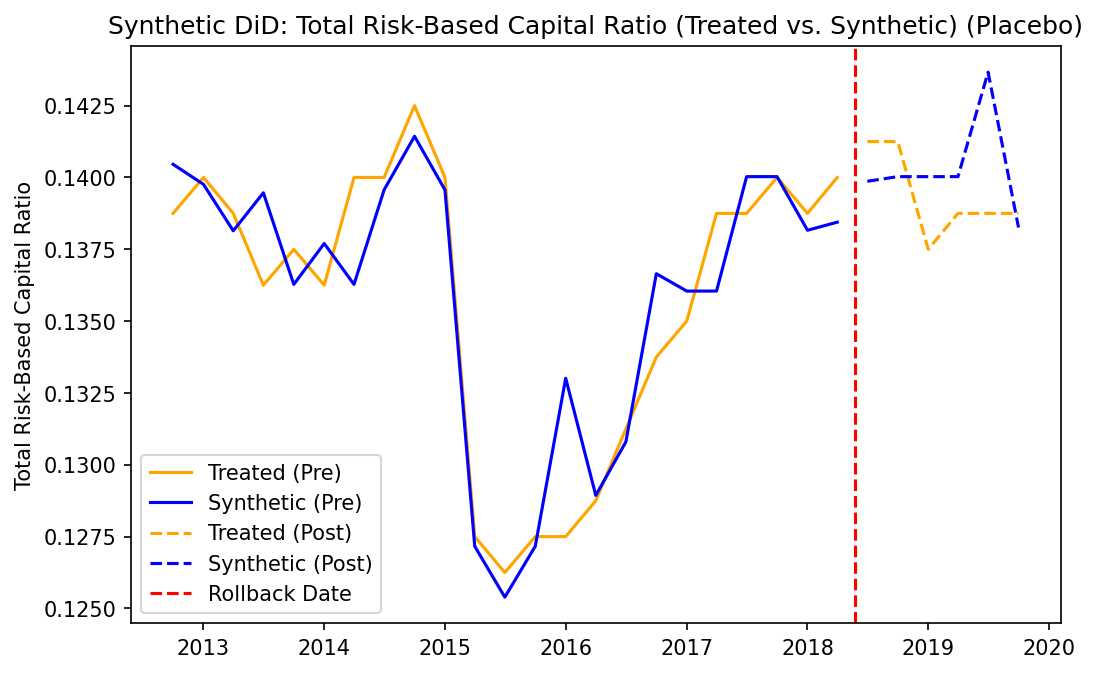 Synthetic DiD: Total Risk-Based Capital Ratio (Treated vs. Synthetic) (Placebo)
Total Risk-Based Capital Ratio
0.1425
0.1400
0.1375
0.1350
0.1325
0.1300
0.1275
0.1250
Treated (Pre)
Synthetic (Pre)
Treated (Post)
Synthetic (Post)
Rollback Date
2013 2014 2015 2016 2017 2018 2019 2020